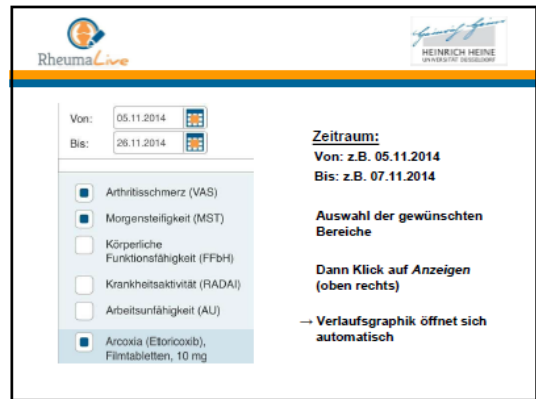 RheumaLive
HEINRICH HEINE
UNIVERSITÄT DÜSSELDORF
Von: 05.11.2014
Bis: 26.11.2014
Arthritisschmerz (VAS)
Morgensteifigkeit (MST)
Körperliche
Funktionsfähigkeit (FFbH)
Krankheitsaktivität (RADAI)
Arbeitsunfähigkeit (AU)
Arcoxia (Etoricoxib),
Filmtabletten, 10 mg
Zeitraum:
Von: z.B. 05.11.2014
Bis: z.B. 07.11.2014
Auswahl der gewünschten
Bereiche
Dann Klick auf Anzeigen
(oben rechts)
→ Verlaufsgraphik öffnet sich
automatisch